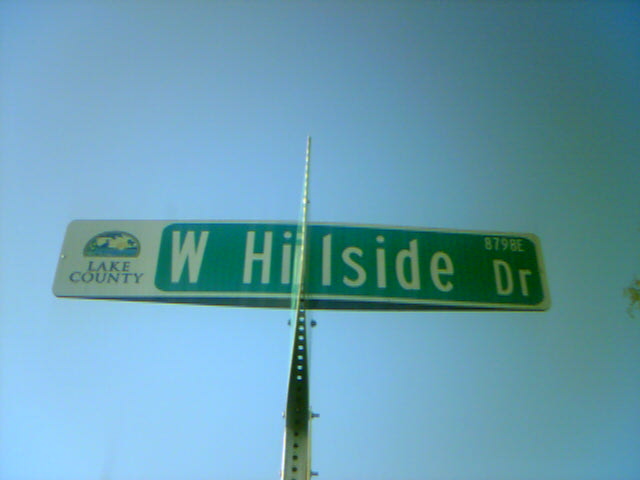 LAKE
COUNTY
W Hillside Dr
8798E